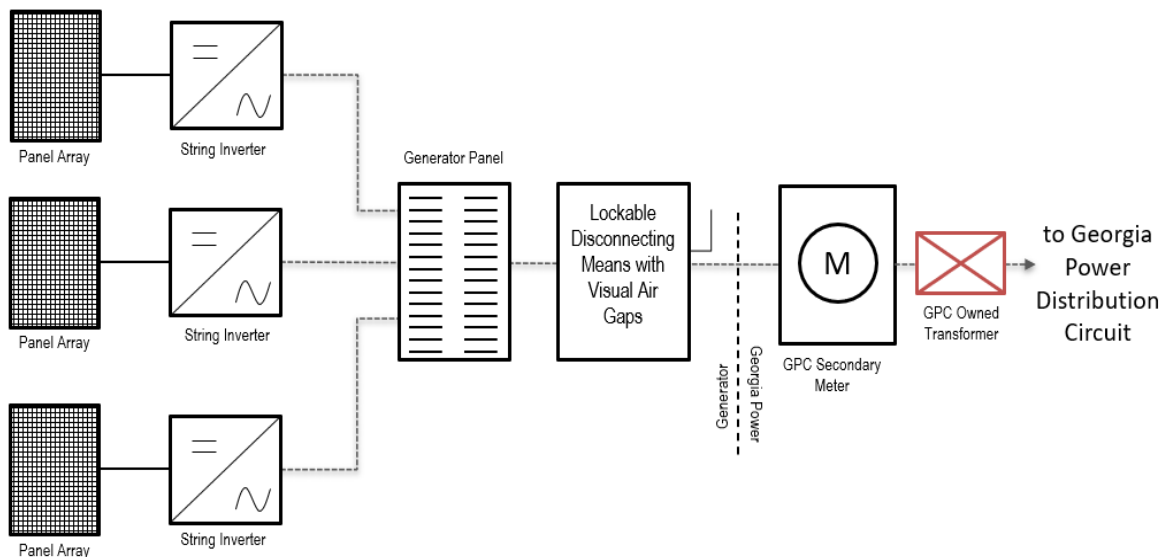 Panel Array
String Inverter
Generator Panel
Panel Array
String Inverter
Lockable
Disconnecting
Means with
Visual Air
Gaps
Generator
Georgia Power
M
GPC Secondary
Meter
GPC Owned
Transformer
to Georgia
Power
Distribution
Circuit
Panel Array
String Inverter